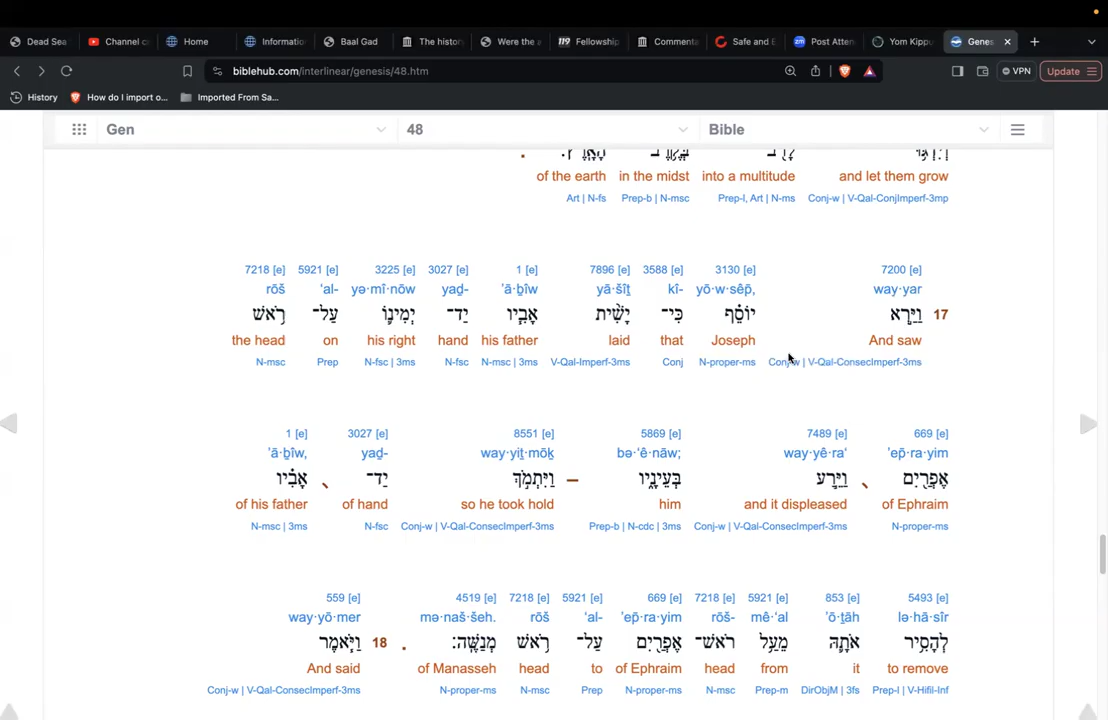 Dead Sea Channel c Home Informatio Baal Gad The histor Were the a 119 Fellowship Commenta Safe and E zm Post Atten Yom Kippu Genes
biblehub.com/interlinear/genesis/48.htm VPN Update
History How do I import o... Imported From Sa...
Gen 48 Bible
of the earth in the midst into a multitude and let them grow
Art | N-fs Prep-b | N-msc Prep-l, Art | N-ms Conj-w | V-Qal-ConjImperf-3mp
7218 [e] 5921 [e] 3225 [e] 3027 [e] 1 [e] 7896 [e] 3588 [e] 3130 [e] 7200 [e]
rōš ‘al- yə·mî·nōw yaḏ- ’ā·ḇîw yā·šîṯ kî- yō·w·sêp̄, way·yar
17 וַיַּ֣רְא יוֹסֵ֗ף כִּי־ יָשִׁ֨ית אָבִ֧יו יַד־ יְמִינ֛וֹ עַל־ רֹ֥אשׁ
the head on his right hand his father laid that Joseph And saw
N-msc Prep N-fsc | 3ms N-fsc N-msc | 3ms V-Qal-Imperf-3ms Conj N-proper-ms Conj-w | V-Qal-ConsecImperf-3ms
1 [e] 3027 [e] 8551 [e] 5869 [e] 7489 [e] 669 [e]
’ā·ḇîw, yaḏ- way·yiṯ·mōḵ bə·‘ê·nāw; way·yê·ra‘ ’ep̄·ra·yim
אֶפְרַ֖יִם ، וַיֵּ֣רַע בְּעֵינָ֑יו – וַיִּתְמֹ֣ךְ יַד־ ، אָבִ֗יו
of his father of hand so he took hold him and it displeased of Ephraim
N-msc | 3ms N-fsc Conj-w | V-Qal-ConsecImperf-3ms Prep-b | N-cdc | 3ms Conj-w | V-Qal-ConsecImperf-3ms N-proper-ms
559 [e] 4519 [e] 7218 [e] 5921 [e] 669 [e] 7218 [e] 5921 [e] 853 [e] 5493 [e]
way·yō·mer mə·naš·šeh. rōš ‘al- ’ep̄·ra·yim rōš- mê·‘al ’ō·ṯāh lə·hā·sîr
לְהָסִ֥יר אֹתָ֛הּ מֵעַ֥ל רֹאשׁ־ אֶפְרַ֖יִם עַל־ רֹ֥אשׁ מְנַשֶּֽׁה׃ . 18 וַיֹּ֧אמֶר
And said of Manasseh head to of Ephraim head from it to remove
Conj-w | V-Qal-ConsecImperf-3ms N-proper-ms N-msc Prep N-proper-ms N-msc Prep-m DirObjM | 3fs Prep-l | V-Hifil-Inf